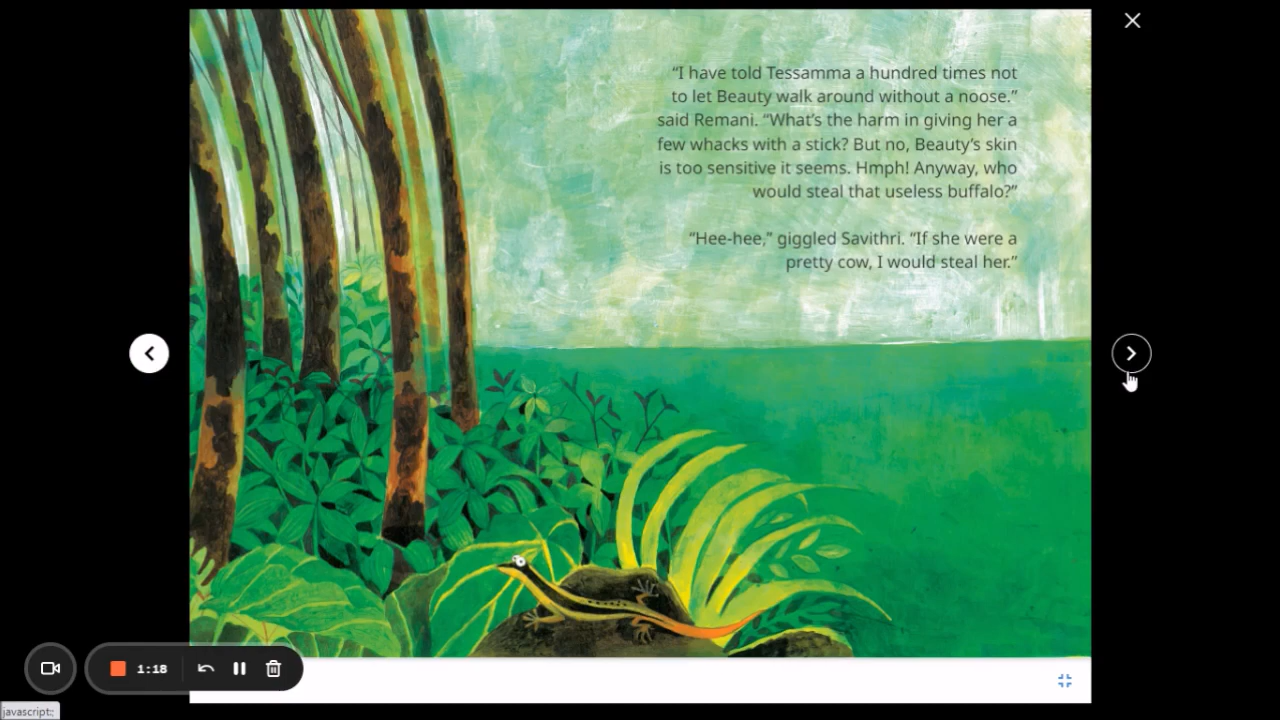 “I have told Tessamma a hundred times not
to let Beauty walk around without a noose.”
said Remani. “What’s the harm in giving her a
few whacks with a stick? But no, Beauty’s skin
is too sensitive it seems. Hmph! Anyway, who
would steal that useless buffalo?”
“Hee-hee,” giggled Savithri. “If she were a
pretty cow, I would steal her.”
1:18
javascript:;